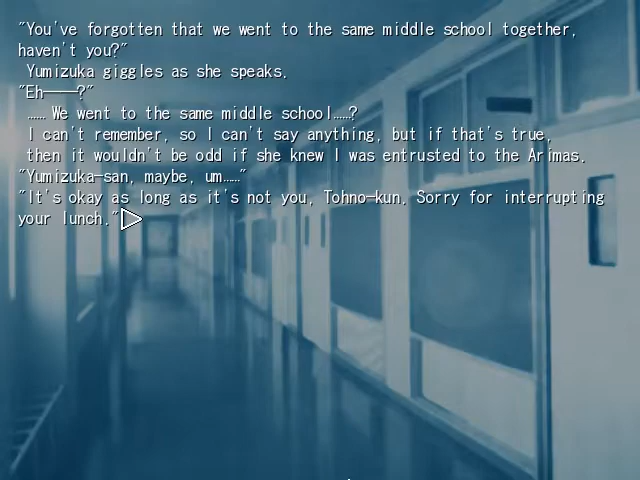 "You've forgotten that we went to the same middle school together,
haven't you?"
Yumizuka giggles as she speaks.
"Eh――?"
…… We went to the same middle school……?
I can't remember, so I can't say anything, but if that's true,
then it wouldn't be odd if she knew I was entrusted to the Arimas.
"Yumizuka-san, maybe, um……"
"It's okay as long as it's not you, Tohno-kun. Sorry for interrupting
your lunch."